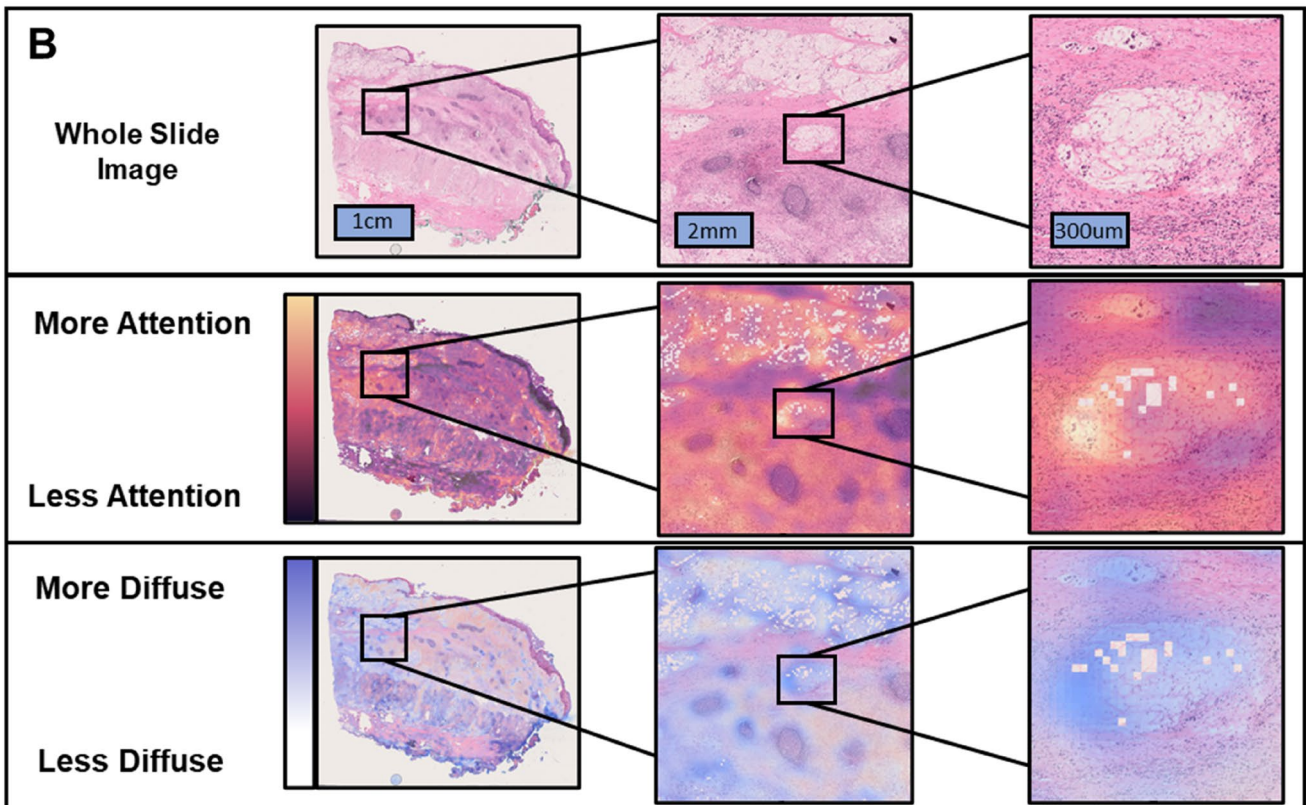 B
Whole Slide
Image
1cm
2mm
300um
More Attention
Less Attention
More Diffuse
Less Diffuse